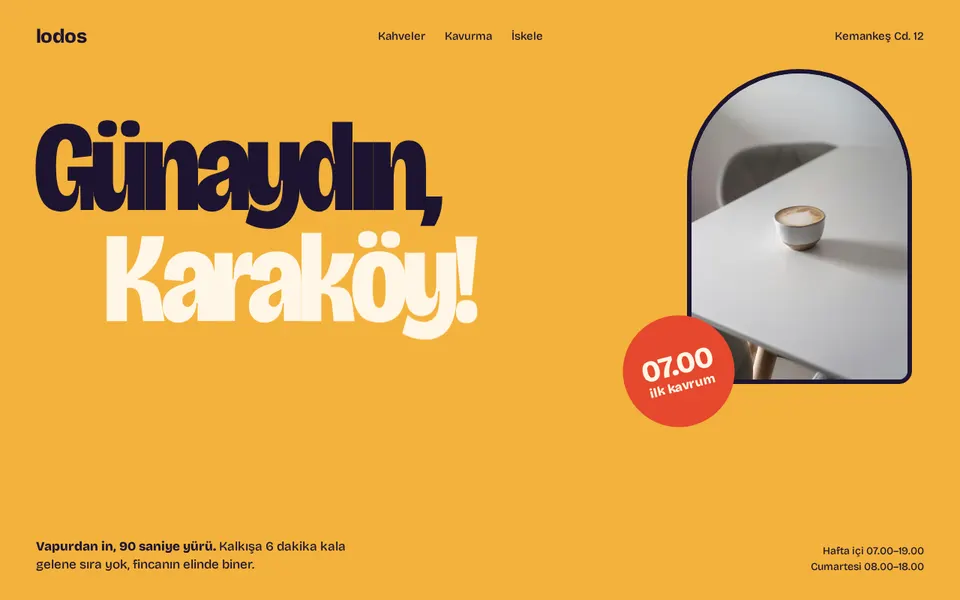 lodos
Kahveler Kavurma İskele
Kemankeş Cd. 12
Günaydın,
Karaköy!
07.00
ilk kavrum
Vapurdan in, 90 saniye yürü. Kalkışa 6 dakika kala
gelene sıra yok, fincanın elinde biner.
Hafta içi 07.00–19.00
Cumartesi 08.00–18.00